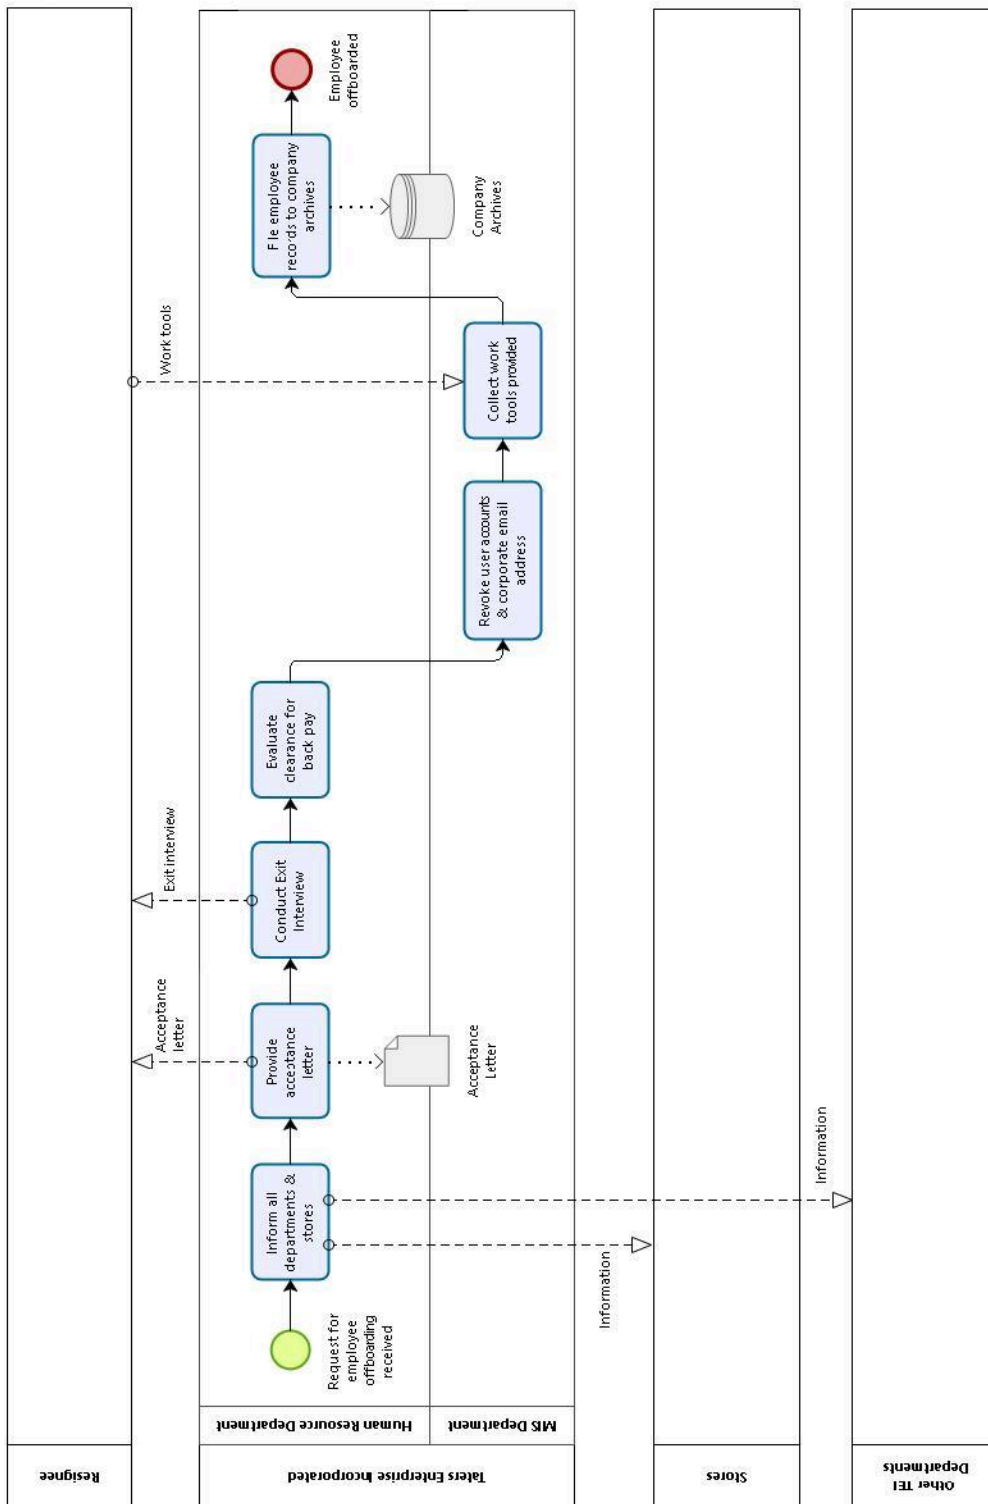 Resignee
Taters Enterprise Incorporated
Human Resource Department
MIS Department
Stores
Other TEI
Departments
Request for
employee
offboarding
received
Inform all
departments &
stores
Information
Information
Provide
acceptance
letter
Acceptance
letter
Acceptance
Letter
Conduct Exit
Interview
Exit interview
Evaluate
clearance for
back pay
Revoke user accounts
& corporate email
address
Collect work
tools provided
Work tools
File employee
records to company
archives
Company
Archives
Employee
offboarded